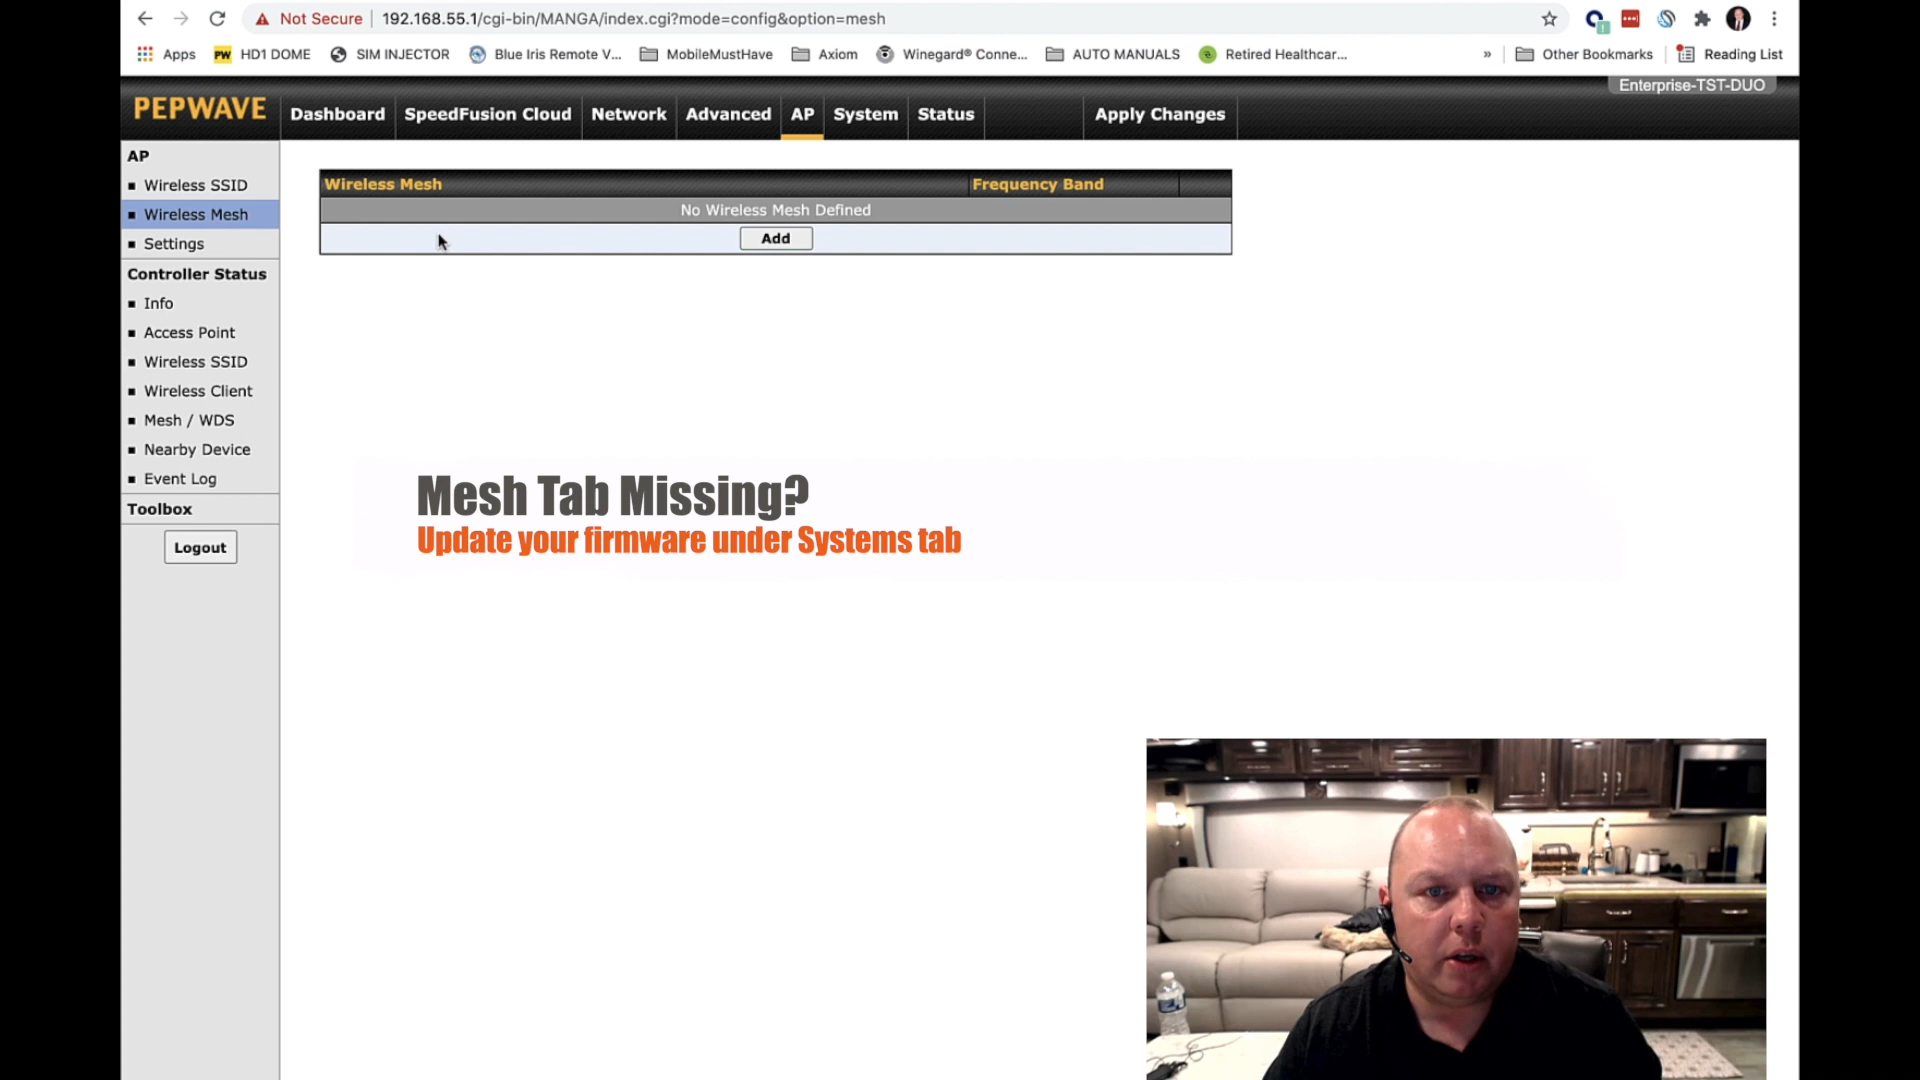 Not Secure 192.168.55.1/cgi-bin/MANGA/index.cgi?mode=config&option=mesh
Apps HD1 DOME SIM INJECTOR Blue Iris Remote V... MobileMustHave Axiom Winegard® Conne... AUTO MANUALS Retired Healthcar... » Other Bookmarks Reading List
Enterprise-TST-DUO
PEPWAVE Dashboard SpeedFusion Cloud Network Advanced AP System Status Apply Changes
AP
Wireless SSID
Wireless Mesh
Settings
Controller Status
Info
Access Point
Wireless SSID
Wireless Client
Mesh / WDS
Nearby Device
Event Log
Toolbox
Logout
Wireless Mesh Frequency Band
No Wireless Mesh Defined
Add
Mesh Tab Missing?
Update your firmware under Systems tab